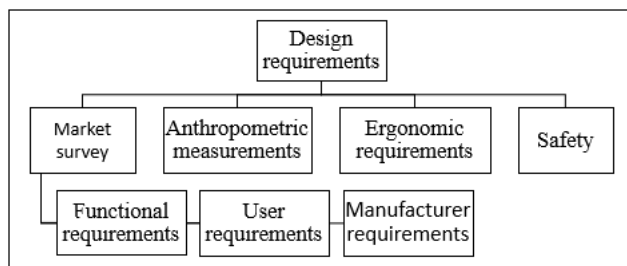 Design
requirements
Market
survey
Anthropometric
measurements
Ergonomic
requirements
Safety
Functional
requirements
User
requirements
Manufacturer
requirements